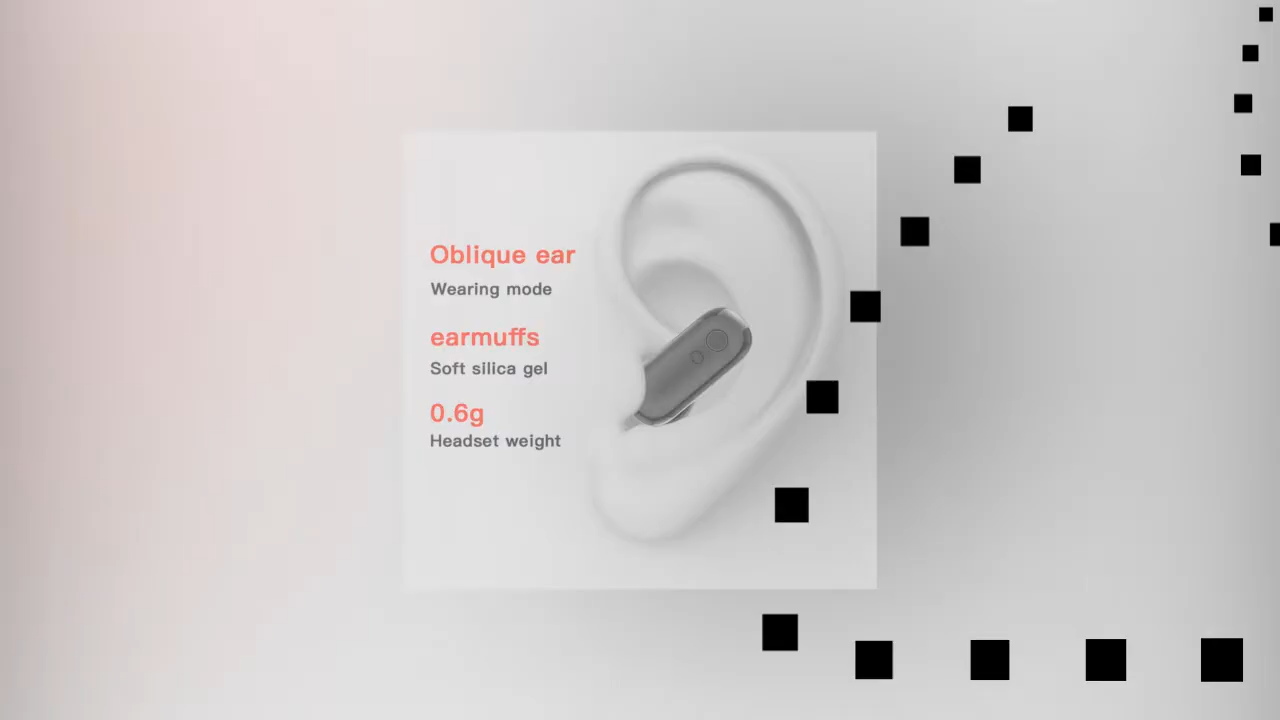 Oblique ear
Wearing mode
earmuffs
Soft silica gel
0.6g
Headset weight